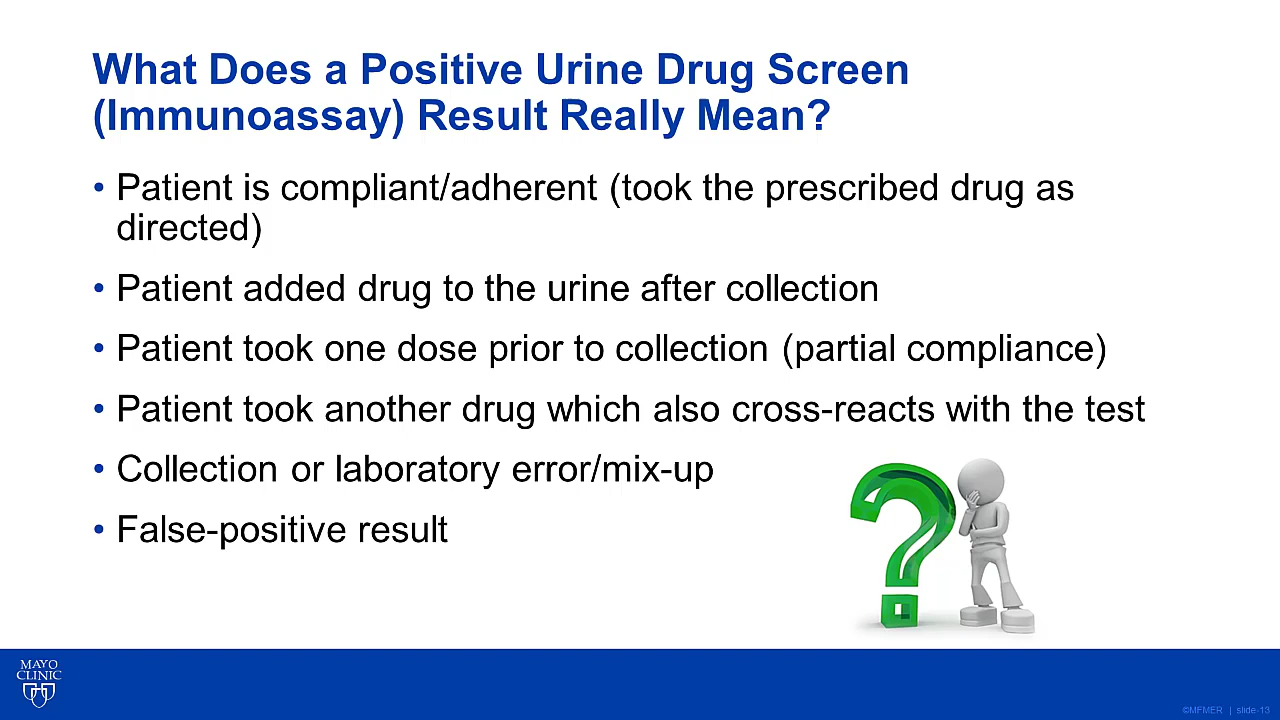 What Does a Positive Urine Drug Screen
(Immunoassay) Result Really Mean?
• Patient is compliant/adherent (took the prescribed drug as
directed)
• Patient added drug to the urine after collection
• Patient took one dose prior to collection (partial compliance)
• Patient took another drug which also cross-reacts with the test
• Collection or laboratory error/mix-up
• False-positive result
MAYO
CLINIC
©MFMER | slide-13